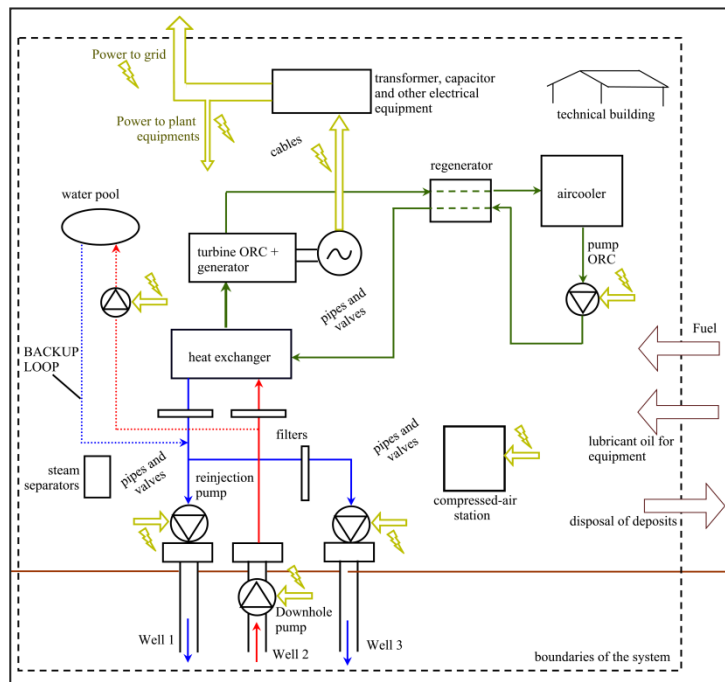 Power to grid
transformer, capacitor
and other electrical
equipment
technical building
Power to plant
equipments
cables
regenerator
water pool
aircooler
turbine ORC +
generator
pump
ORC
pipes and
valves
Fuel
BACKUP
LOOP
heat exchanger
filters
pipes and
valves
lubricant oil for
equipment
steam
separators
pipes and
valves
reinjection
pump
compressed-air
station
disposal of deposits
Downhole
pump
Well 1
Well 2
Well 3
boundaries of the system